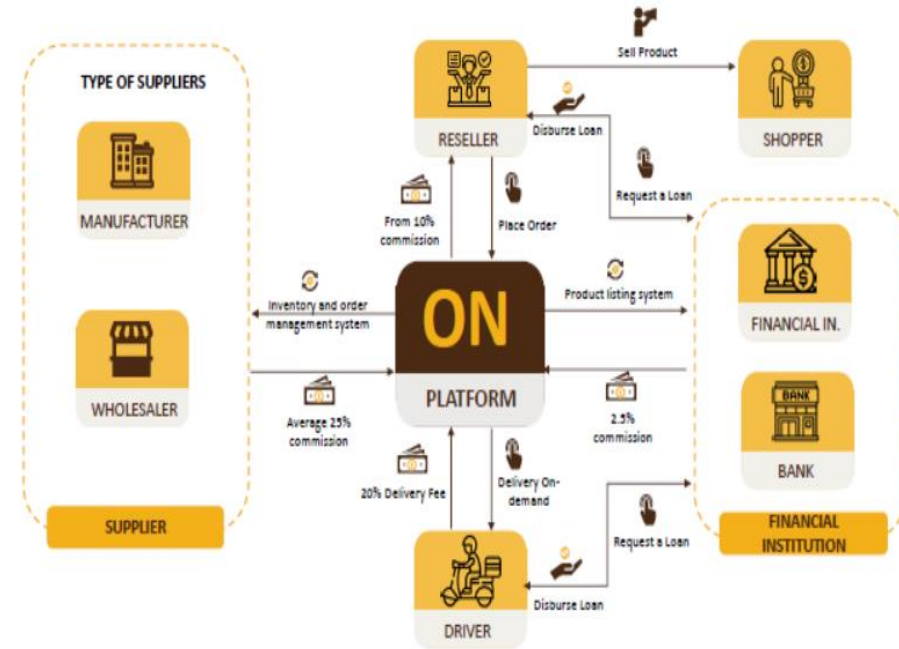 TYPE OF SUPPLIERS
MANUFACTURER
WHOLESALER
SUPPLIER
RESELLER
Sell Product
SHOPPER
Disburse Loan
Request a Loan
From 10%
commission
Place Order
Inventory and order
management system
Product listing system
ON
PLATFORM
Average 25%
commission
2.5%
commission
20% Delivery Fee
Delivery On-
demand
DRIVER
Disburse Loan
Request a Loan
FINANCIAL IN.
BANK
BANK
FINANCIAL
INSTITUTION